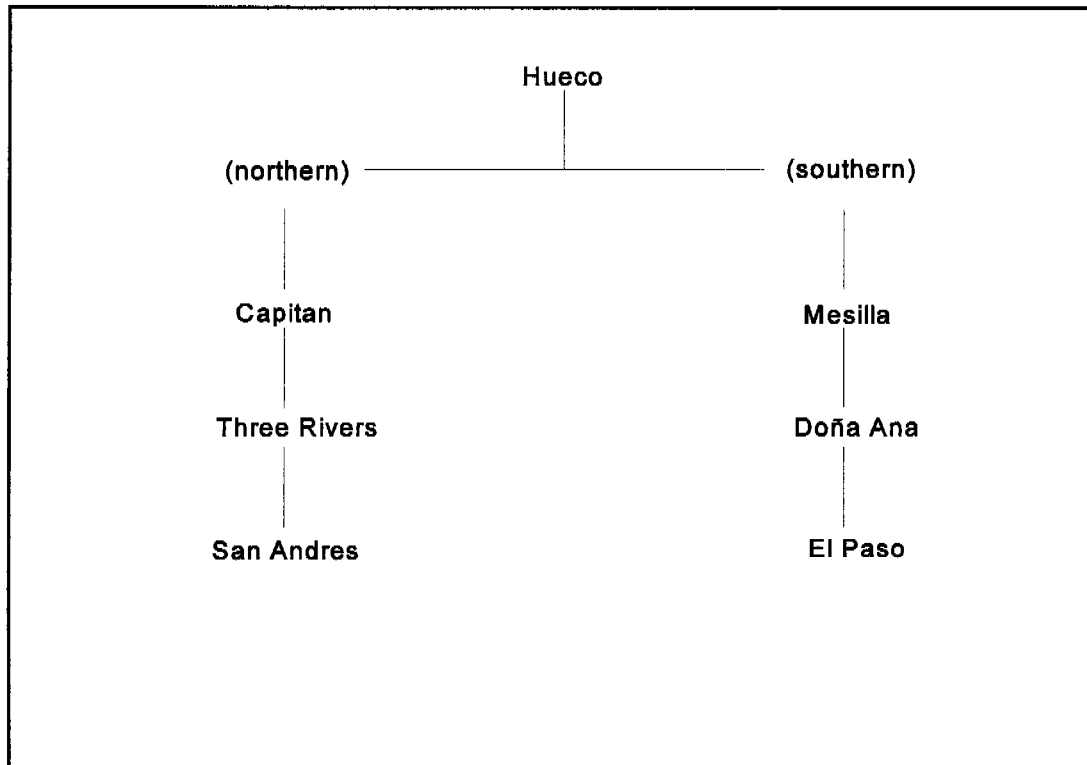 Hueco
(northern) (southern)
Capitan Mesilla
Three Rivers Doña Ana
San Andres El Paso